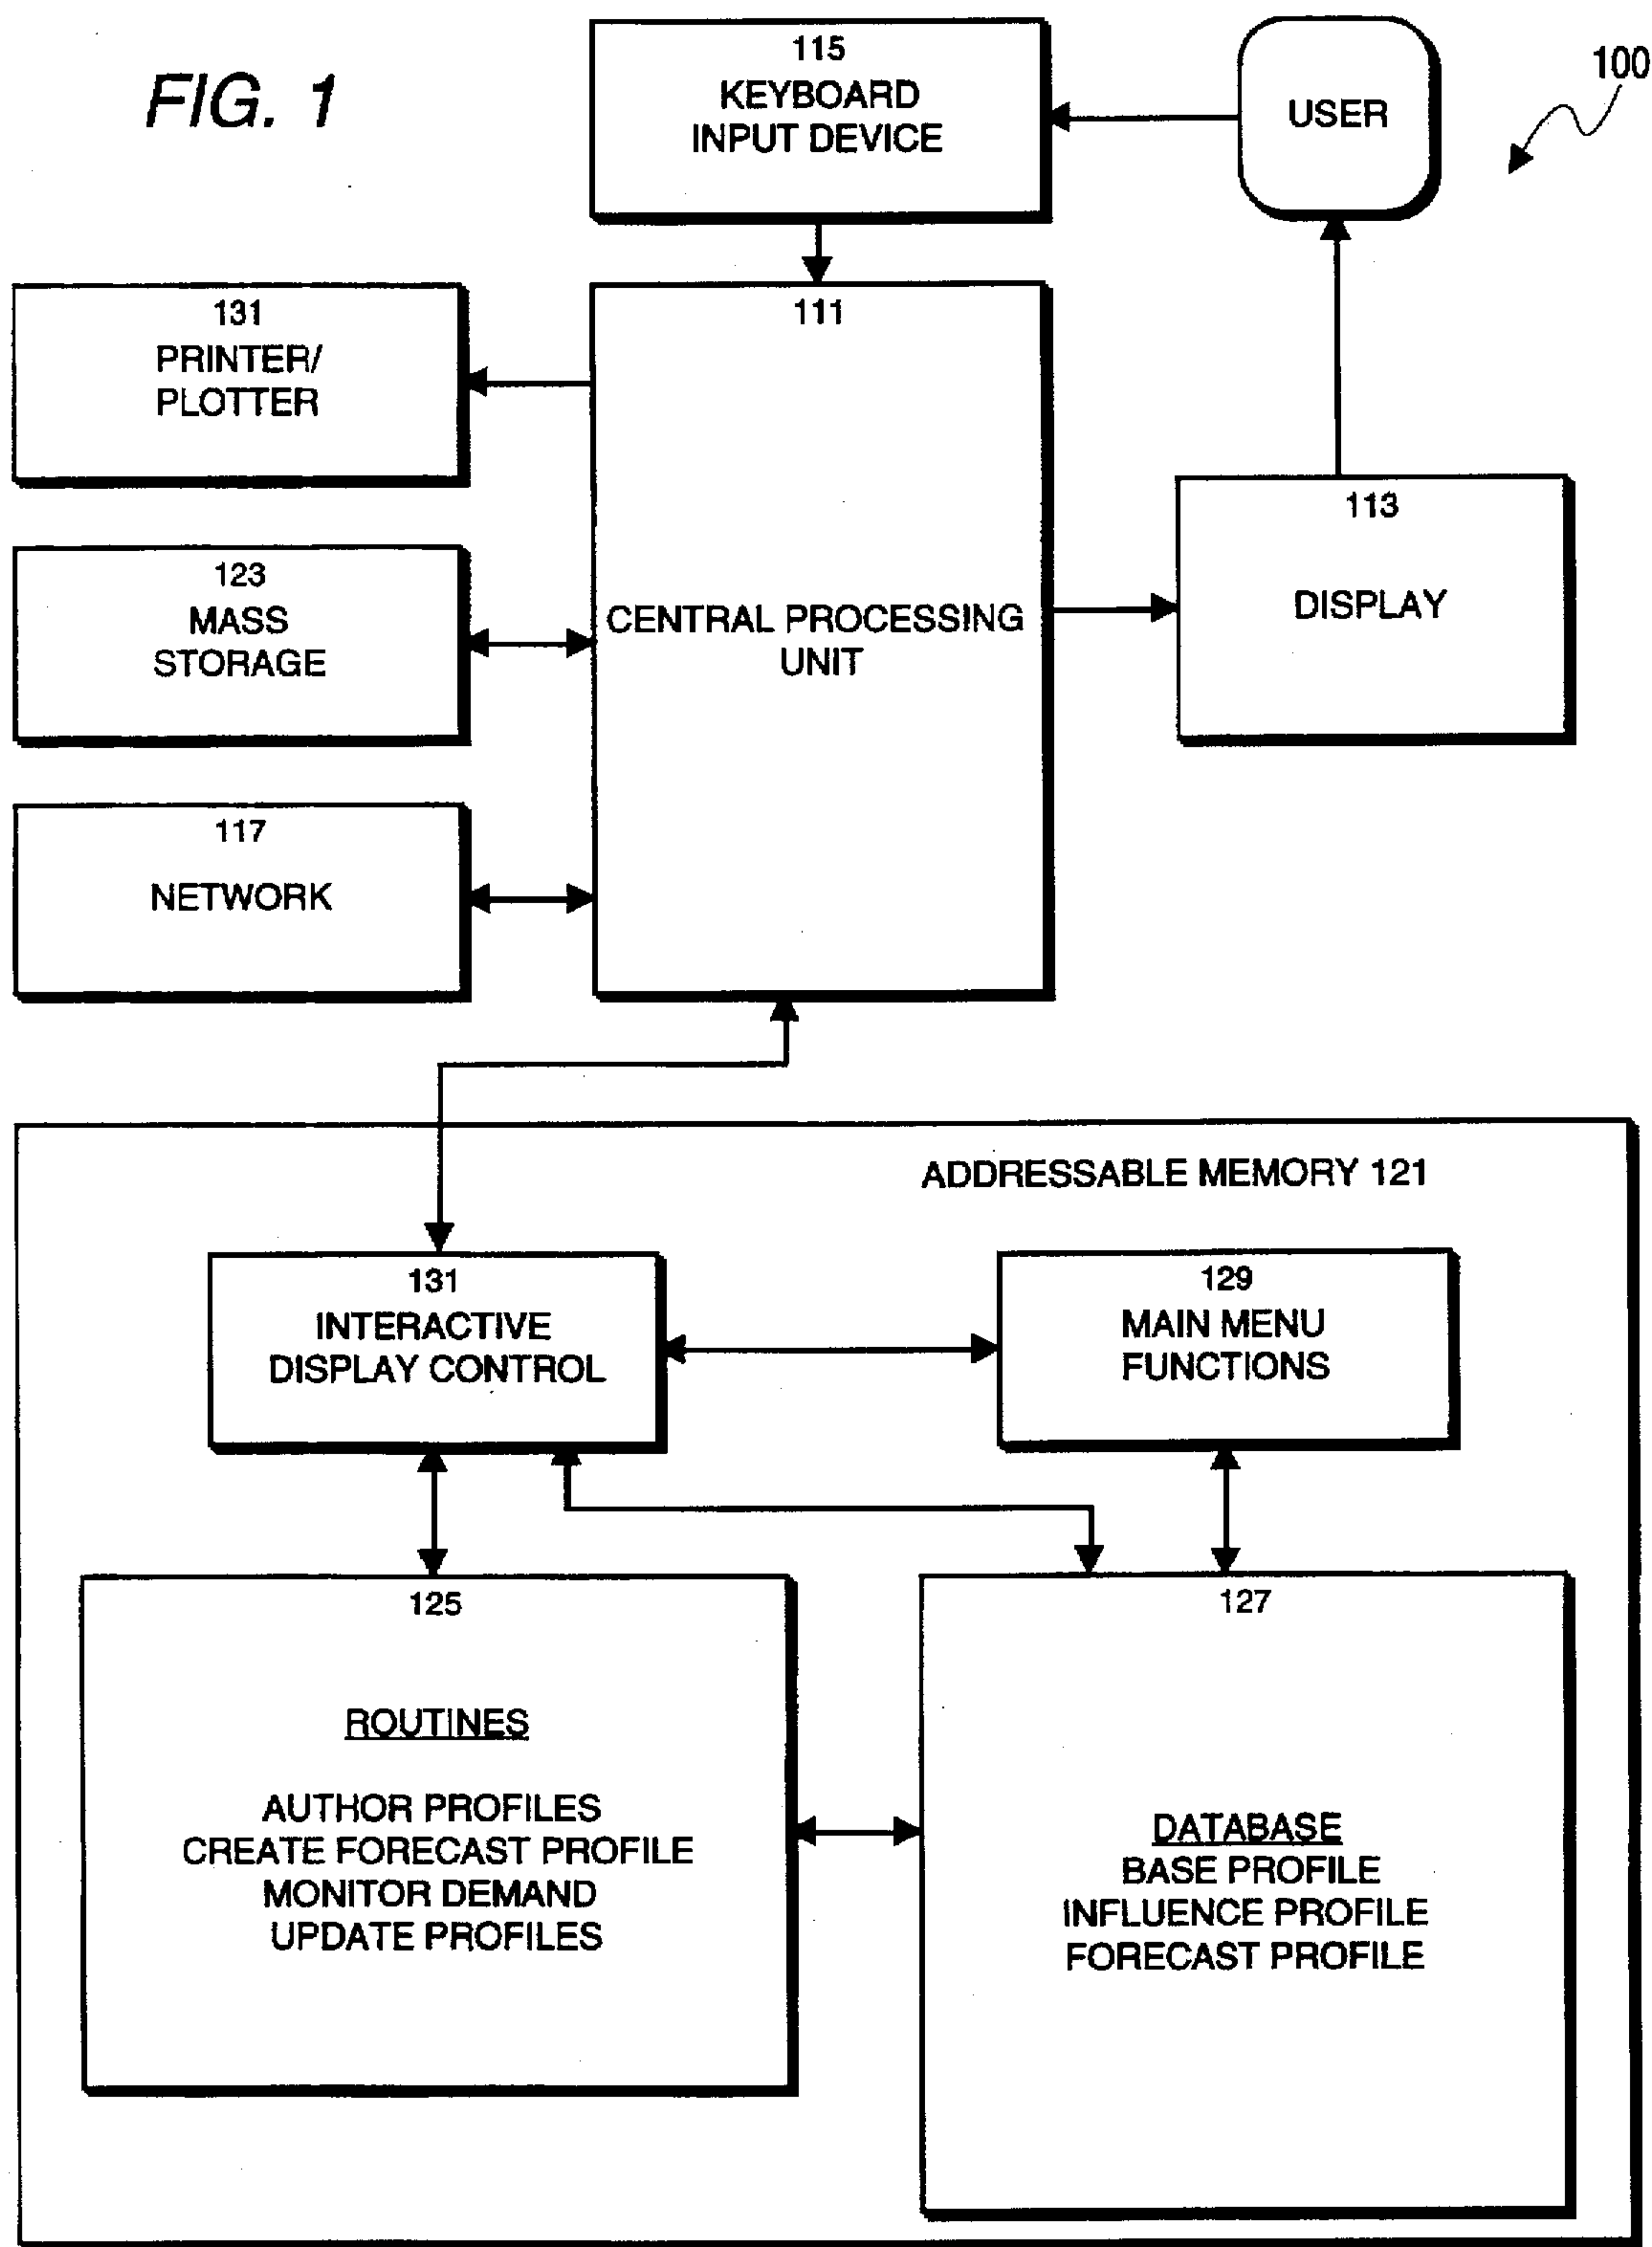 FIG. 1
115
KEYBOARD
INPUT DEVICE
USER
100
131
PRINTER/
PLOTTER
111
CENTRAL PROCESSING
UNIT
113
DISPLAY
123
MASS
STORAGE
117
NETWORK
ADDRESSABLE MEMORY 121
131
INTERACTIVE
DISPLAY CONTROL
129
MAIN MENU
FUNCTIONS
125
ROUTINES
AUTHOR PROFILES
CREATE FORECAST PROFILE
MONITOR DEMAND
UPDATE PROFILES
127
DATABASE
BASE PROFILE
INFLUENCE PROFILE
FORECAST PROFILE